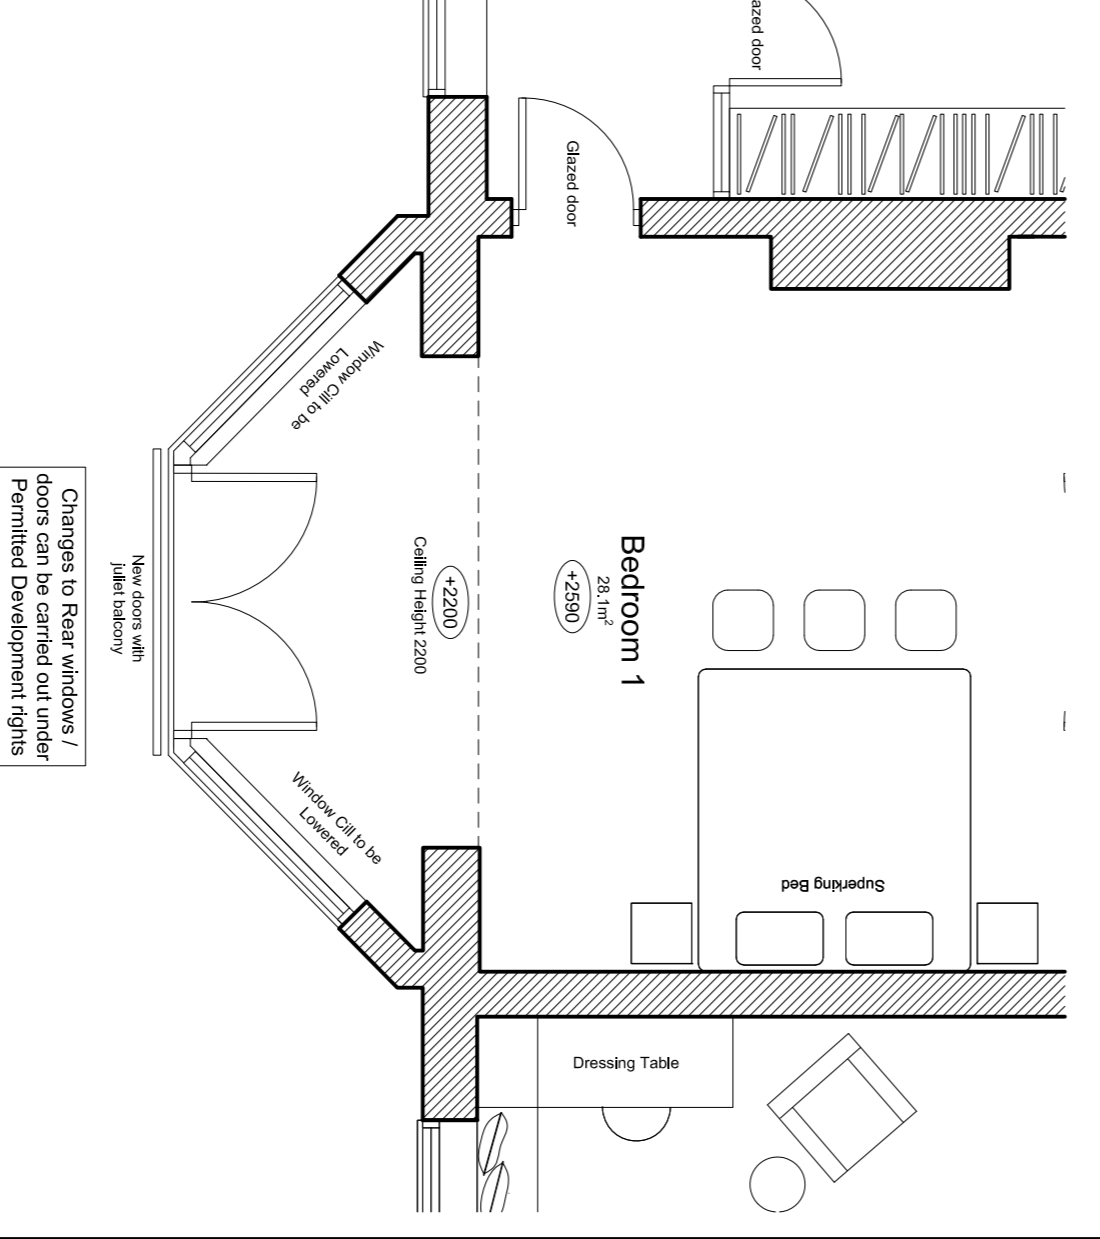 azed door
Glazed door
Window Cill to be
Lowered
Bedroom 1
28.1m²
+2590
+2200
Ceiling Height 2200
New doors with
juliet balcony
Changes to Rear windows /
doors can be carried out under
Permitted Development rights
Window Cill to be
Lowered
Superking Bed
Dressing Table